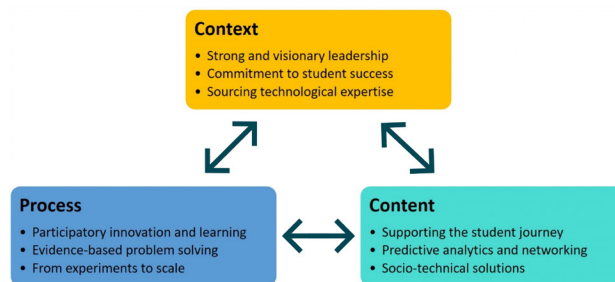 Context
• Strong and visionary leadership
• Commitment to student success
• Sourcing technological expertise
Process
• Participatory innovation and learning
• Evidence-based problem solving
• From experiments to scale
Content
• Supporting the student journey
• Predictive analytics and networking
• Socio-technical solutions